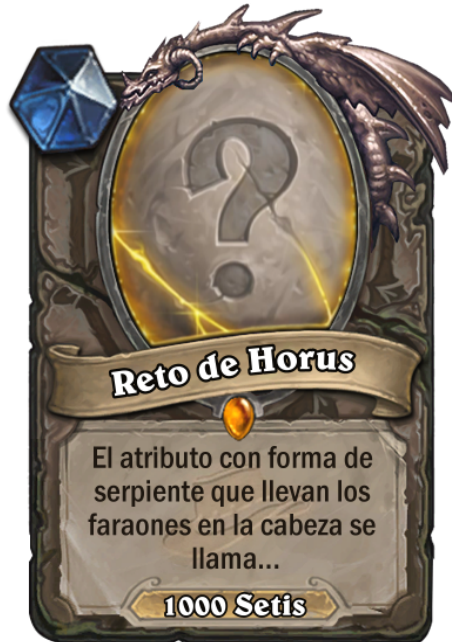 Reto de Horus
El atributo con forma de
serpiente que llevan los
faraones en la cabeza se
llama...
1000 Setis